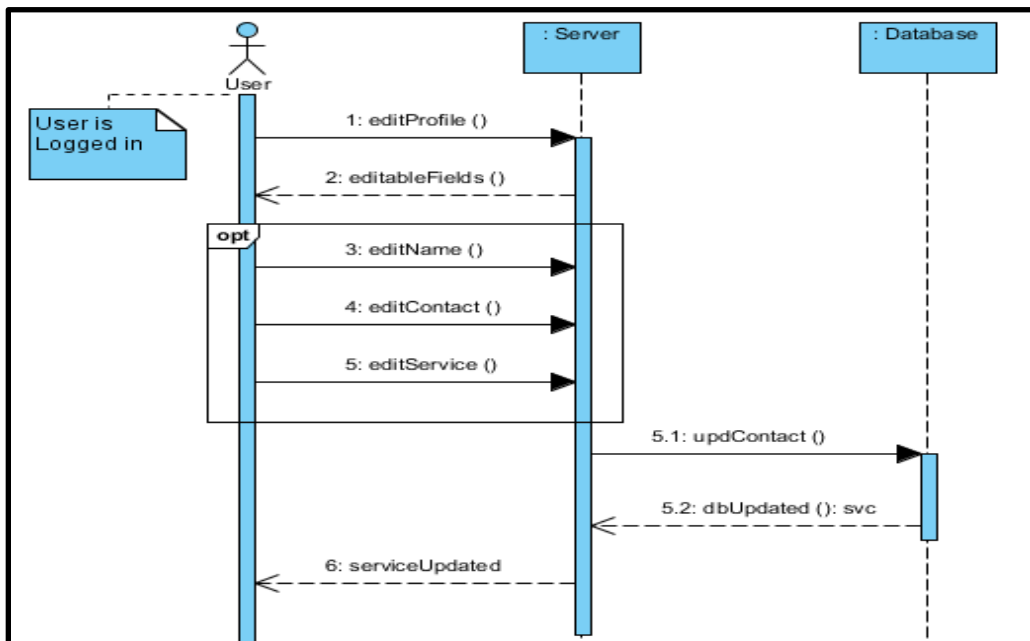 : Server
: Database
User
User is
Logged in
1: editProfile ()
2: editableFields ()
opt
3: editName ()
4: editContact ()
5: editService ()
5.1: updContact ()
5.2: dbUpdated (): svc
6: serviceUpdated